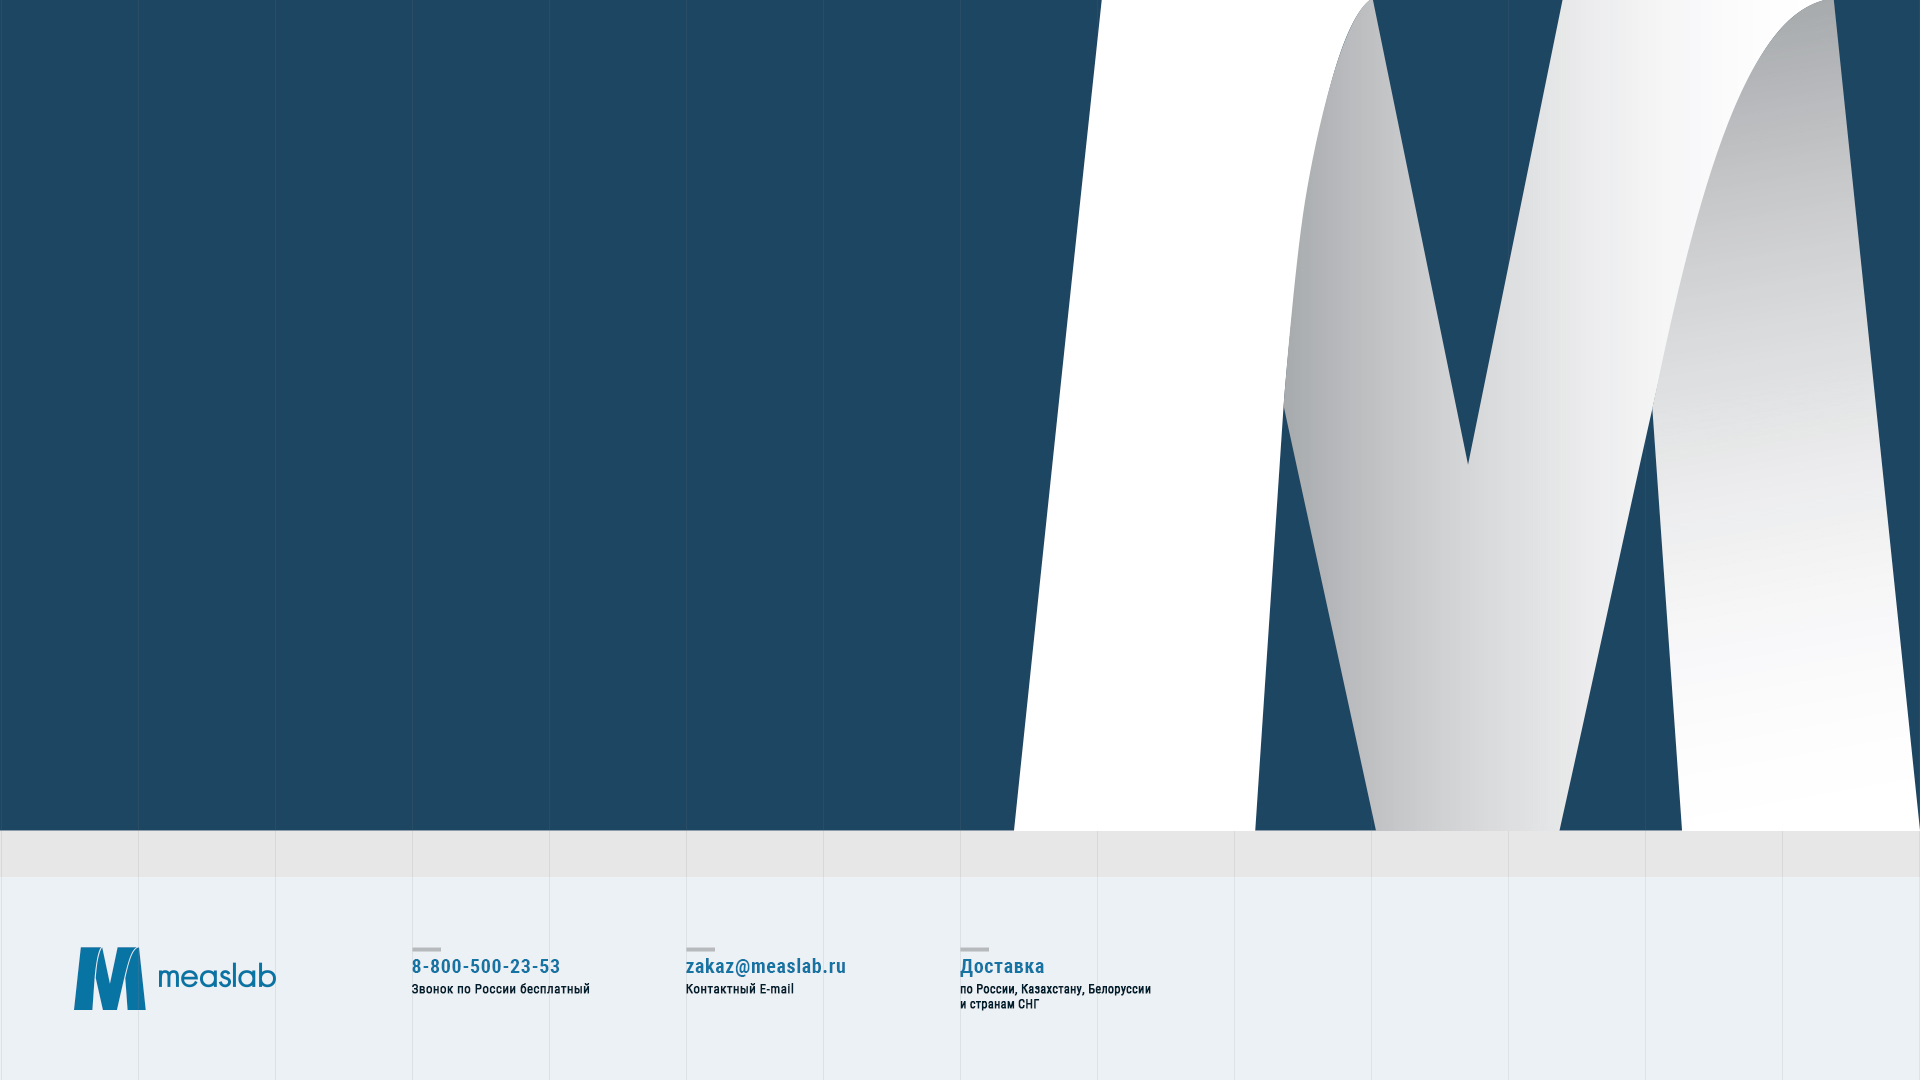 measlab
8-800-500-23-53
Звонок по России бесплатный
zakaz@measlab.ru
Контактный E-mail
Доставка
по России, Казахстану, Белоруссии
и странам СНГ